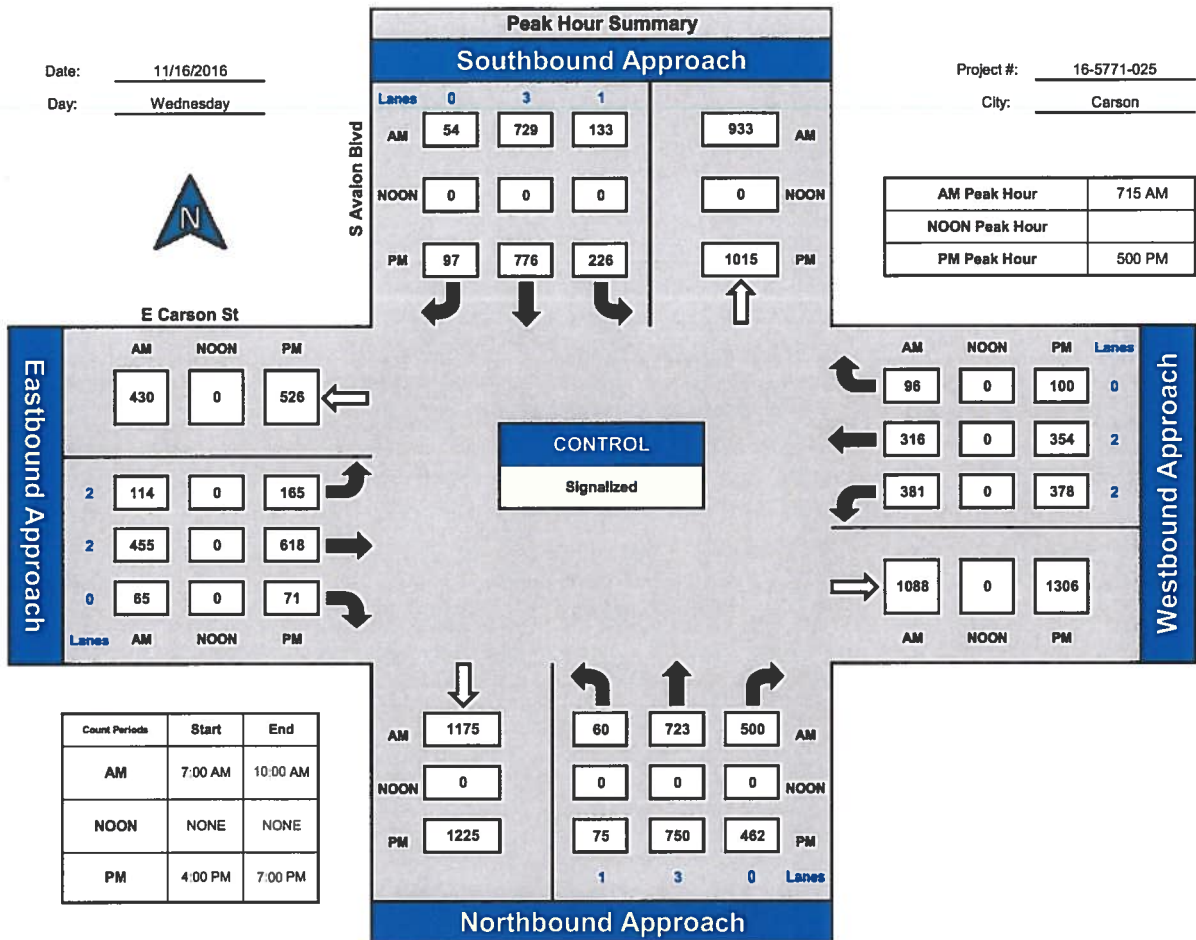 Peak Hour Summary
Southbound Approach
Date: 11/16/2016
Day: Wednesday
Project #: 16-5771-025
City: Carson
N
S Avalon Blvd
Lanes 0 3 1
AM 54 729 133 933 AM
NOON 0 0 0 0 NOON
PM 97 776 226 1015 PM
AM Peak Hour 715 AM
NOON Peak Hour
PM Peak Hour 500 PM
E Carson St
Eastbound Approach
AM NOON PM
430 0 526
2 114 0 165
2 455 0 618
0 65 0 71
Lanes AM NOON PM
CONTROL
Signalized
Westbound Approach
AM NOON PM Lanes
96 0 100 0
316 0 354 2
381 0 378 2
1088 0 1306
AM NOON PM
Count Periods Start End
AM 7:00 AM 10:00 AM
NOON NONE NONE
PM 4:00 PM 7:00 PM
AM 1175 60 723 500 AM
NOON 0 0 0 0 NOON
PM 1225 75 750 462 PM
1 3 0 Lanes
Northbound Approach